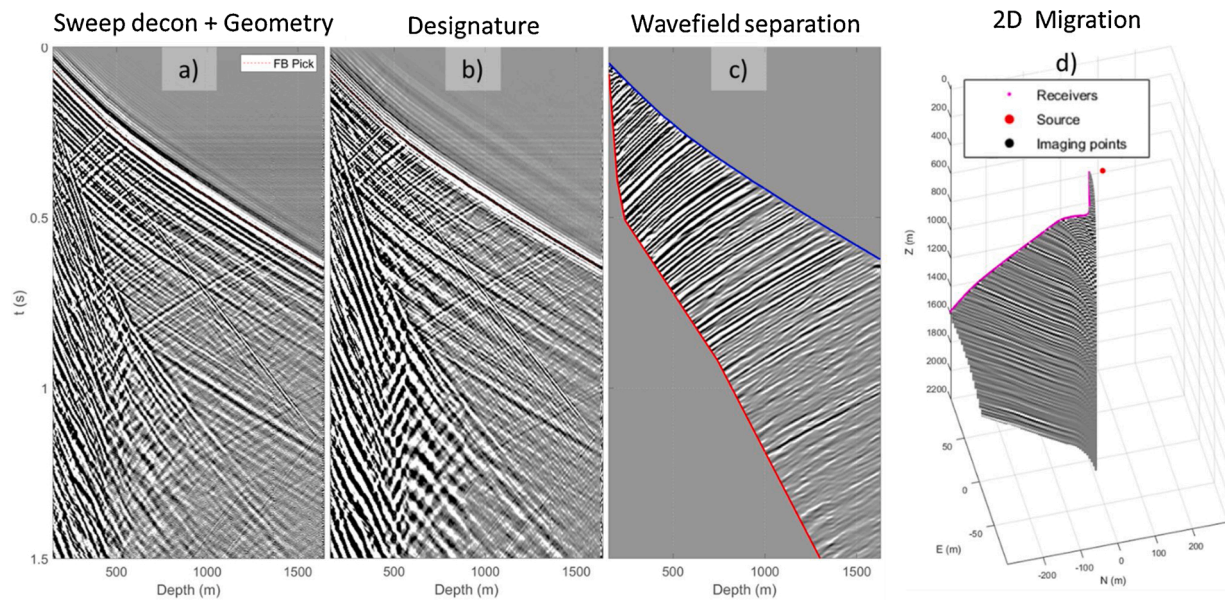 Sweep decon + Geometry
Designature
Wavefield separation
2D Migration
a)
FB Pick
b)
c)
d)
Receivers
Source
Imaging points
0
0.5
1
1.5
t (s)
500 1000 1500
Depth (m)
500 1000 1500
Depth (m)
500 1000 1500
Depth (m)
0
200
400
600
800
1000
1200
1400
1600
1800
2000
2200
Z (m)
50
0
-50
E (m)
-200 -100 0 100 200
N (m)